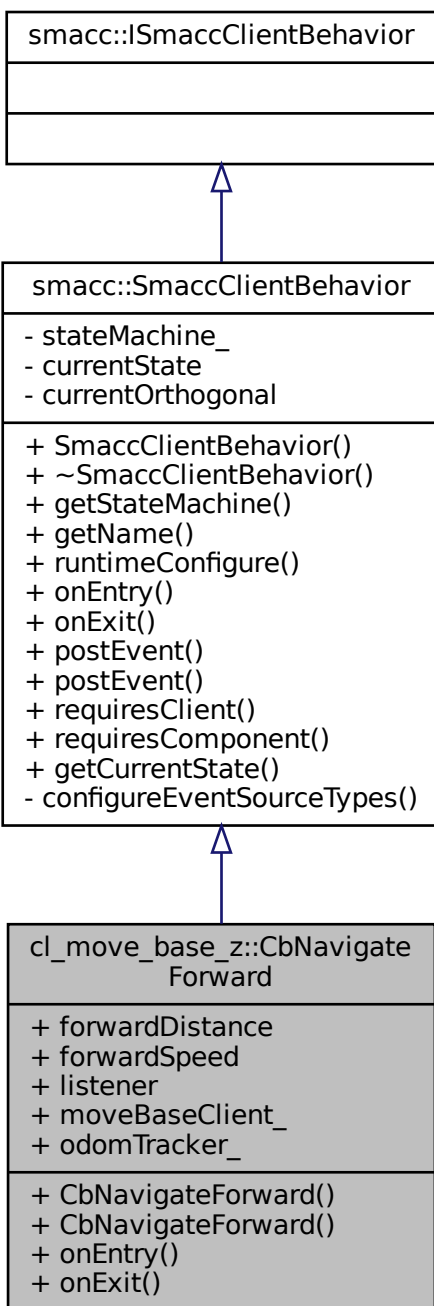 smacc::ISmaccClientBehavior
smacc::SmaccClientBehavior
- stateMachine_
- currentState
- currentOrthogonal
+ SmaccClientBehavior()
+ ~SmaccClientBehavior()
+ getStateMachine()
+ getName()
+ runtimeConfigure()
+ onEntry()
+ onExit()
+ postEvent()
+ postEvent()
+ requiresClient()
+ requiresComponent()
+ getCurrentState()
- configureEventSourceTypes()
cl_move_base_z::CbNavigate
Forward
+ forwardDistance
+ forwardSpeed
+ listener
+ moveBaseClient_
+ odomTracker_
+ CbNavigateForward()
+ CbNavigateForward()
+ onEntry()
+ onExit()